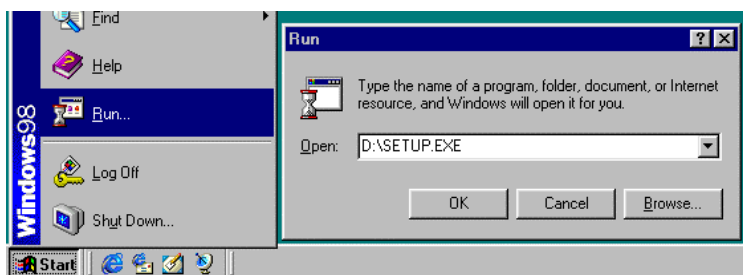 Find
Help
Run...
Log Off
Shut Down...
Windows98
Start
Run
Type the name of a program, folder, document, or Internet
resource, and Windows will open it for you.
Open:
D:\SETUP.EXE
OK
Cancel
Browse...